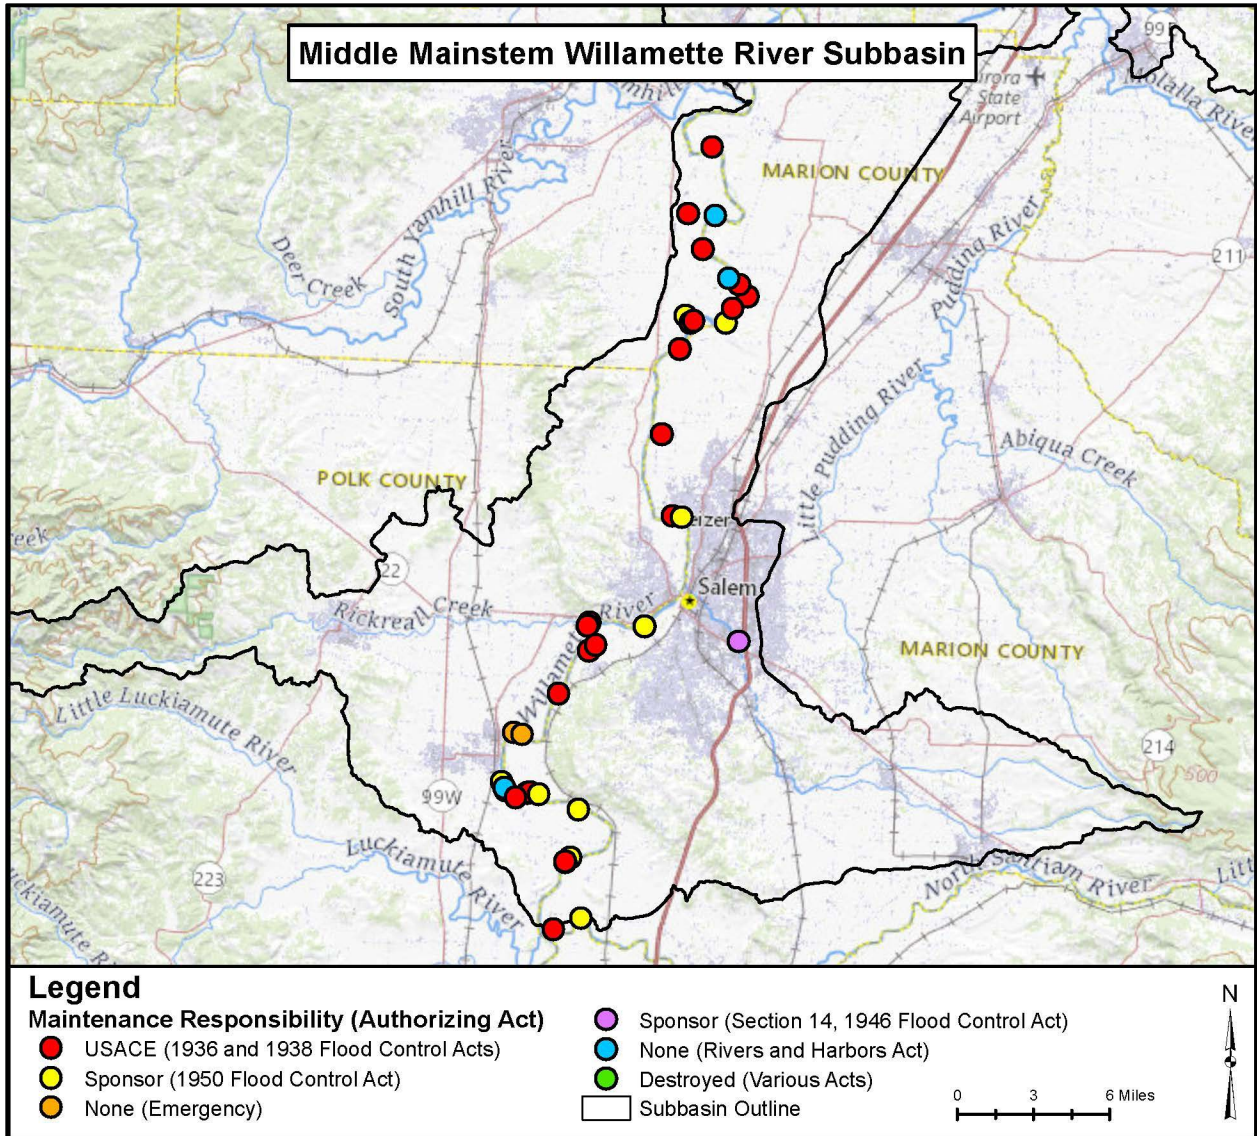 Middle Mainstem Willamette River Subbasin
99
Molalla River
State
Airport
MARION COUNTY
South Yamhill River
Deer Creek
Pudding River
211
Little Pudding River
Abiqua Creek
POLK COUNTY
22
Salem
Rickreall Creek
River
MARION COUNTY
Little Luckiamute River
214
500
99W
Luckiamute River
North Santiam River
223
Legend
Maintenance Responsibility (Authorizing Act)
USACE (1936 and 1938 Flood Control Acts)
Sponsor (1950 Flood Control Act)
None (Emergency)
Sponsor (Section 14, 1946 Flood Control Act)
None (Rivers and Harbors Act)
Destroyed (Various Acts)
Subbasin Outline
N
0 3 6 Miles